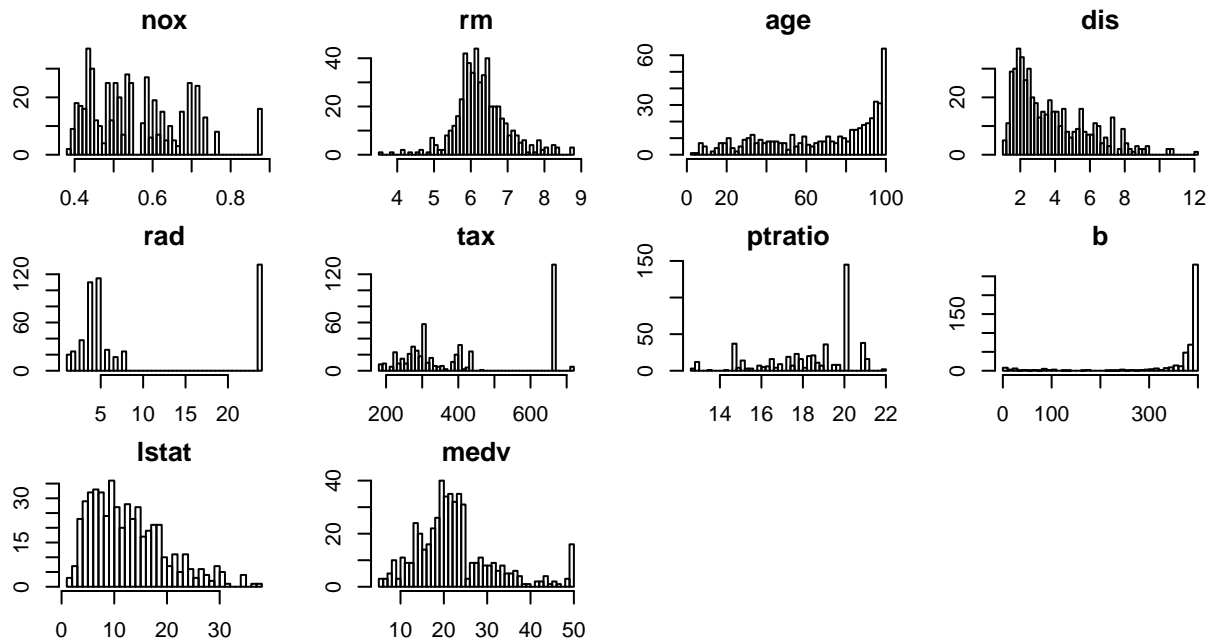 nox rm age dis
0 20
0.4 0.6 0.8
0 20 40
4 5 6 7 8 9
0 30 60
0 20 40 60 80 100
0 20
2 4 6 8 12
rad tax ptratio b
0 60 120
5 10 15 20
0 60 120
200 400 600
0 50 150
14 16 18 20 22
0 150
0 100 300
lstat medv
0 15 30
0 10 20 30
0 20 40
10 20 30 40 50